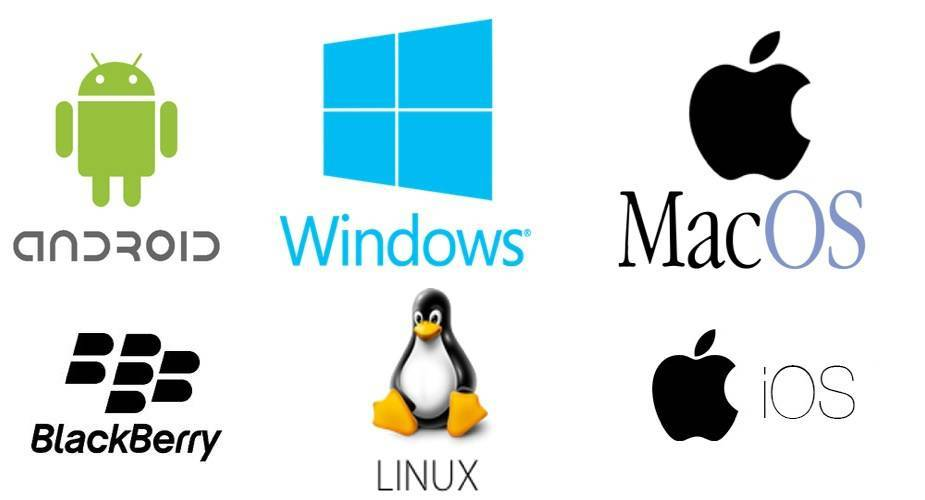 ANDROID
Windows®
MacOS
BlackBerry
LINUX
iOS